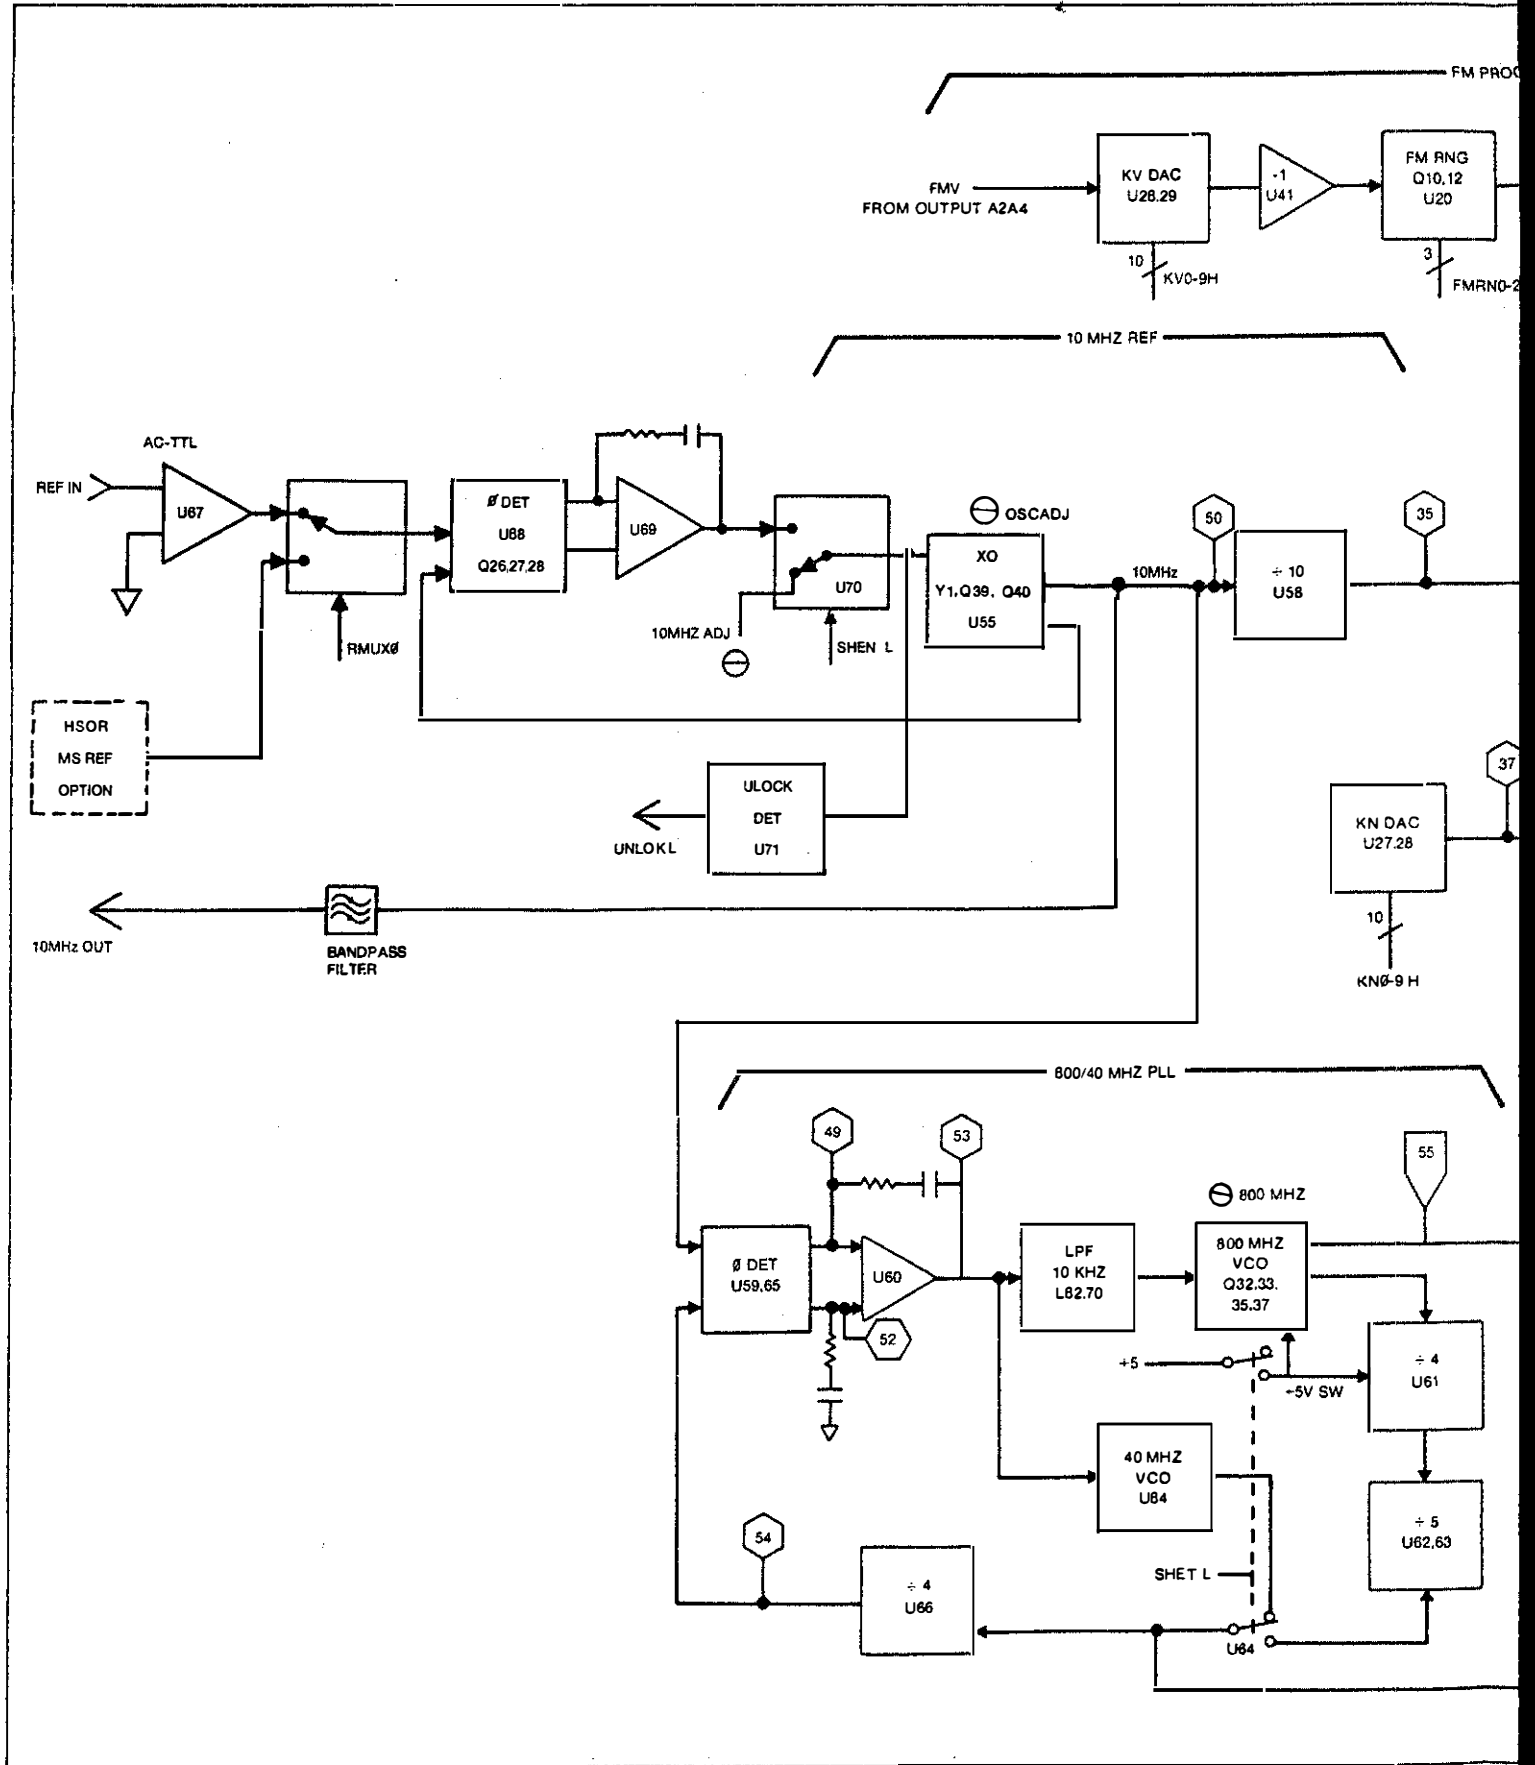 FM PROC
KV DAC
U28.29
-1
U41
FM RNG
Q10,12
U20
FMV
FROM OUTPUT A2A4
10
KV0-9H
3
FMRN0-2
10 MHZ REF
AC-TTL
REF IN
U67
Ø DET
U68
Q26,27,28
U69
RMUXØ
U70
10MHZ ADJ
SHEN L
OSCADJ
XO
Y1,Q39, Q40
U55
10MHz
50
÷ 10
U58
35
HSOR
MS REF
OPTION
ULOCK
DET
U71
UNLOKL
37
KN DAC
U27.28
10
KNØ-9 H
10MHz OUT
BANDPASS
FILTER
800/40 MHZ PLL
49
53
55
Ø DET
U59,65
U60
52
LPF
10 KHZ
L62.70
800 MHZ
800 MHZ
VCO
Q32,33.
35.37
+5
+5V SW
÷ 4
U61
40 MHZ
VCO
U64
÷ 5
U62,63
SHET L
54
÷ 4
U66
U64